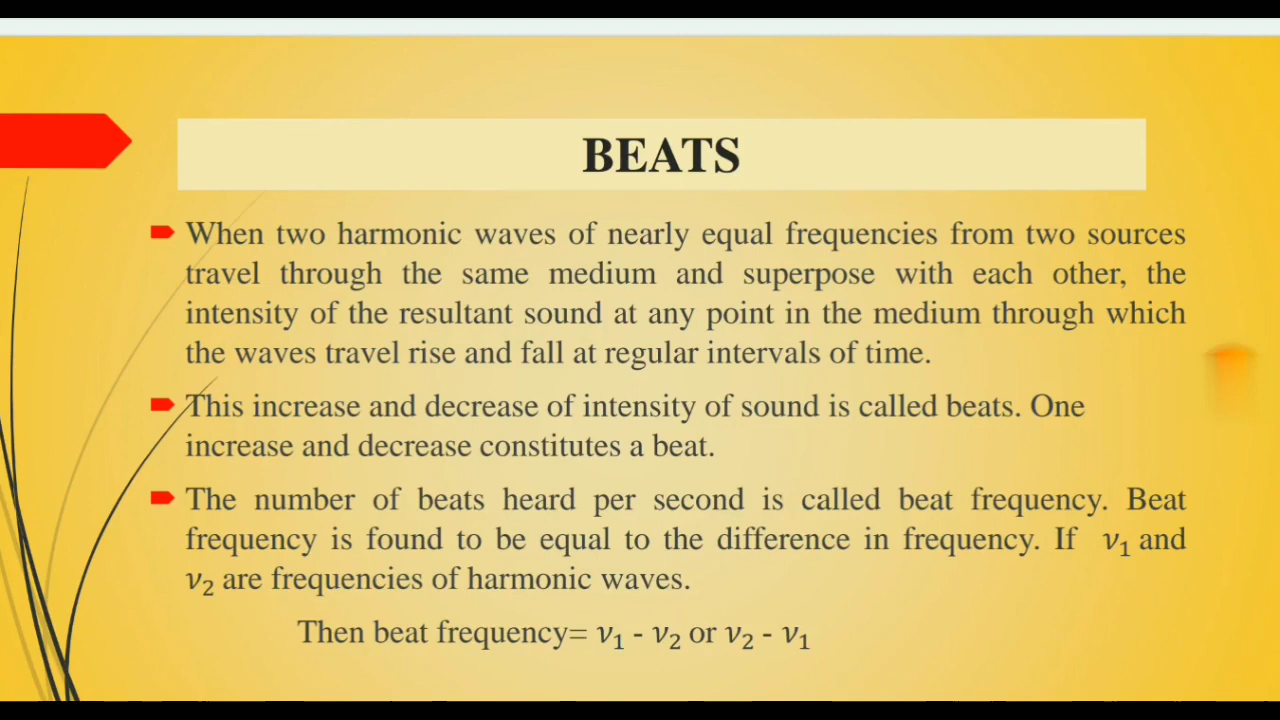 BEATS
When two harmonic waves of nearly equal frequencies from two sources
travel through the same medium and superpose with each other, the
intensity of the resultant sound at any point in the medium through which
the waves travel rise and fall at regular intervals of time.
This increase and decrease of intensity of sound is called beats. One
increase and decrease constitutes a beat.
The number of beats heard per second is called beat frequency. Beat
frequency is found to be equal to the difference in frequency. If ν₁ and
ν₂ are frequencies of harmonic waves.
Then beat frequency= ν₁ - ν₂ or ν₂ - ν₁